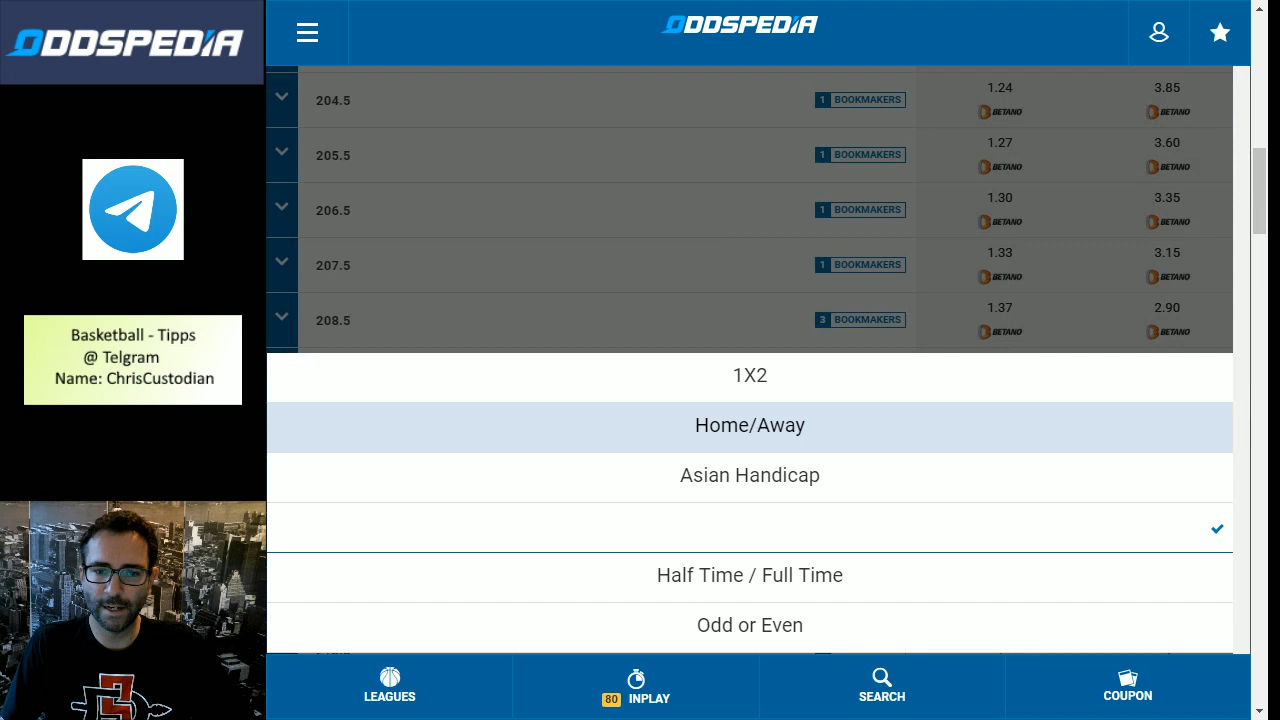 ODDSPEDIA
ODDSPEDIA
204.5 1 BOOKMAKERS 1.24 3.85
BETANO BETANO
205.5 1 BOOKMAKERS 1.27 3.60
BETANO BETANO
206.5 1 BOOKMAKERS 1.30 3.35
BETANO BETANO
207.5 1 BOOKMAKERS 1.33 3.15
BETANO BETANO
208.5 3 BOOKMAKERS 1.37 2.90
BETANO BETANO
Basketball - Tipps
@ Telgram
Name: ChrisCustodian
1X2
Home/Away
Asian Handicap
Half Time / Full Time
Odd or Even
LEAGUES
80 INPLAY
SEARCH
COUPON